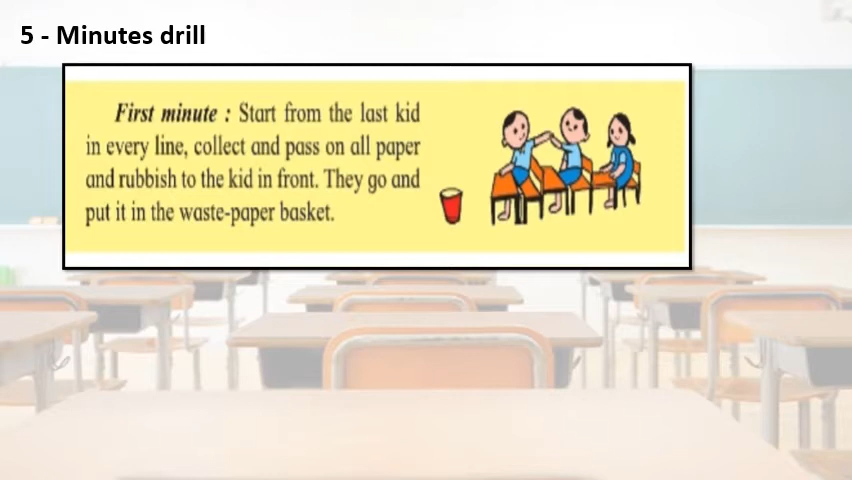 5 - Minutes drill
First minute : Start from the last kid
in every line, collect and pass on all paper
and rubbish to the kid in front. They go and
put it in the waste-paper basket.